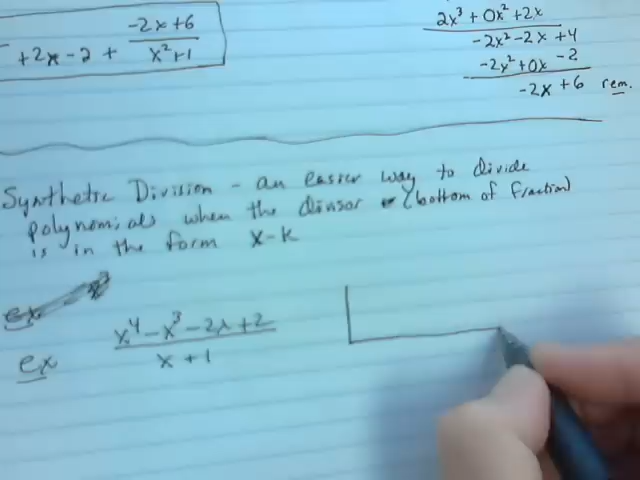 +2x-2 + (-2x+6)/(x²+1)
2x³ + 0x² + 2x
-2x² -2x +4
-2x² + 0x -2
-2x +6 rem.
Synthetic Division - an easier way to divide
polynomials when the divisor (bottom of fraction)
is in the form x-k
ex
ex (x⁴ - x³ - 2x + 2)/(x + 1)